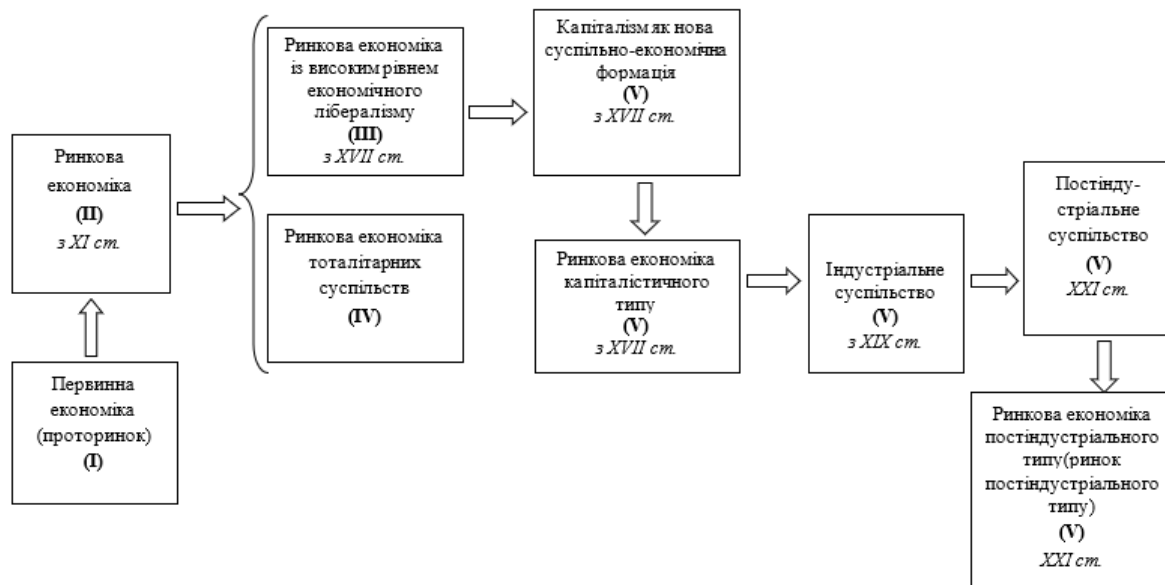 Ринкова економіка
із високим рівнем
економічного
лібералізму
(III)
з XVII ст.
Капіталізм як нова
суспільно-економічна
формація
(V)
з XVII ст.
Ринкова
економіка
(II)
з XI ст.
Ринкова економіка
тоталітарних
суспільств
(IV)
Ринкова економіка
капіталістичного
типу
(V)
з XVII ст.
Індустріальне
суспільство
(V)
з XIX ст.
Постінду-
стріальне
суспільство
(V)
XXI ст.
Первинна
економіка
(проторинок)
(I)
Ринкова економіка
постіндустріального
типу(ринок
постіндустріального
типу)
(V)
XXI ст.